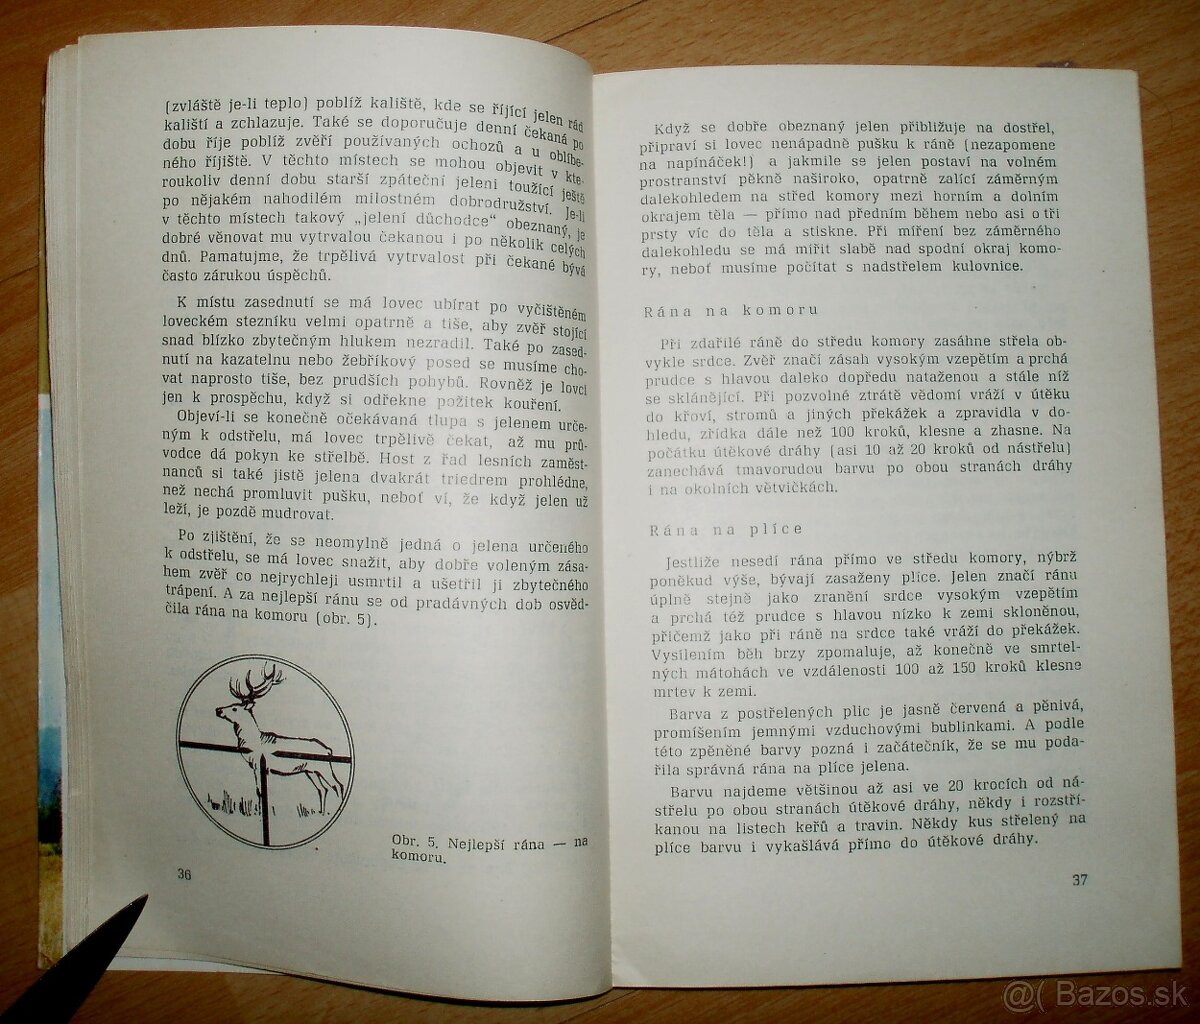 (zvláště je-li teplo) poblíž kaliště, kde se říjící jelen rád
kaliští a zchlazuje. Také se doporučuje denní čekaná po
dobu říje poblíž zvěří používaných ochozů a u oblíbe-
ného říjiště. V těchto místech se mohou objevit v kte-
roukoliv denní dobu starší zpáteční jeleni toužící ještě
po nějakém nahodilém milostném dobrodružství. Je-li
v těchto místech takový „jelení důchodce" obeznaný, je
dobré věnovat mu vytrvalou čekanou i po několik celých
dnů. Pamatujme, že trpělivá vytrvalost při čekané bývá
často zárukou úspěchů.
K místu zasednutí se má lovec ubírat po vyčištěném
loveckém stezníku velmi opatrně a tiše, aby zvěř stojící
snad blízko zbytečným hlukem nezradil. Také po zased-
nutí na kazatelnu nebo žebříkový posed se musíme cho-
vat naprosto tiše, bez prudších pohybů. Rovněž je lovci
jen k prospěchu, když si odřekne požitek kouření.
Objeví-li se konečně očekávaná tlupa s jelenem urče-
ným k odstřelu, má lovec trpělivě čekat, až mu prů-
vodce dá pokyn ke střelbě. Host z řad lesních zaměst-
nanců si také jistě jelena dvakrát triedrem prohlédne,
než nechá promluvit pušku, neboť ví, že když jelen už
leží, je pozdě mudrovat.
Po zjištění, že se neomylně jedná o jelena určeného
k odstřelu, se má lovec snažit, aby dobře voleným zása-
hem zvěř co nejrychleji usmrtil a ušetřil ji zbytečného
trápení. A za nejlepší ránu se od pradávných dob osvěd-
čila rána na komoru (obr. 5).
Obr. 5. Nejlepší rána — na
komoru.
36
Když se dobře obeznaný jelen přibližuje na dostřel,
připraví si lovec nenápadně pušku k ráně (nezapomene
na napínáček!) a jakmile se jelen postaví na volném
prostranství pěkně naširoko, opatrně zalící záměrným
dalekohledem na střed komory mezi horním a dolním
okrajem těla — přímo nad předním během nebo asi o tři
prsty víc do těla a stiskne. Při míření bez záměrného
dalekohledu se má mířit slabě nad spodní okraj komo-
ry, neboť musíme počítat s nadstřelem kulovnice.
Rána na komoru
Při zdařilé ráně do středu komory zasáhne střela ob-
vykle srdce. Zvěř značí zásah vysokým vzepětím a prchá
prudce s hlavou daleko dopředu nataženou a stále níž
se sklánějící. Při pozvolné ztrátě vědomí vráží v útěku
do křoví, stromů a jiných překážek a zpravidla v do-
hledu, zřídka dále než 100 kroků, klesne a zhasne. Na
počátku útěkové dráhy (asi 10 až 20 kroků od nástřelu)
zanechává tmavorudou barvu po obou stranách dráhy
i na okolních větvičkách.
Rána na plíce
Jestliže nesedí rána přímo ve středu komory, nýbrž
poněkud výše, bývají zasaženy plíce. Jelen značí ránu
úplně stejně jako zranění srdce vysokým vzepětím
a prchá též prudce s hlavou nízko k zemi skloněnou,
přičemž jako při ráně na srdce také vráží do překážek.
Vysílením běh brzy zpomaluje, až konečně ve smrtel-
ných mátohách ve vzdálenosti 100 až 150 kroků klesne
mrtev k zemi.
Barva z postřelených plic je jasně červená a pěnivá,
promíšením jemnými vzduchovými bublinkami. A podle
této zpěněné barvy pozná i začátečník, že se mu poda-
řila správná rána na plíce jelena.
Barvu najdeme většinou až asi ve 20 krocích od ná-
střelu po obou stranách útěkové dráhy, někdy i rozstří-
kanou na listech keřů a travin. Někdy kus střelený na
plíce barvu i vykašlává přímo do útěkové dráhy.
37
@( Bazos.sk